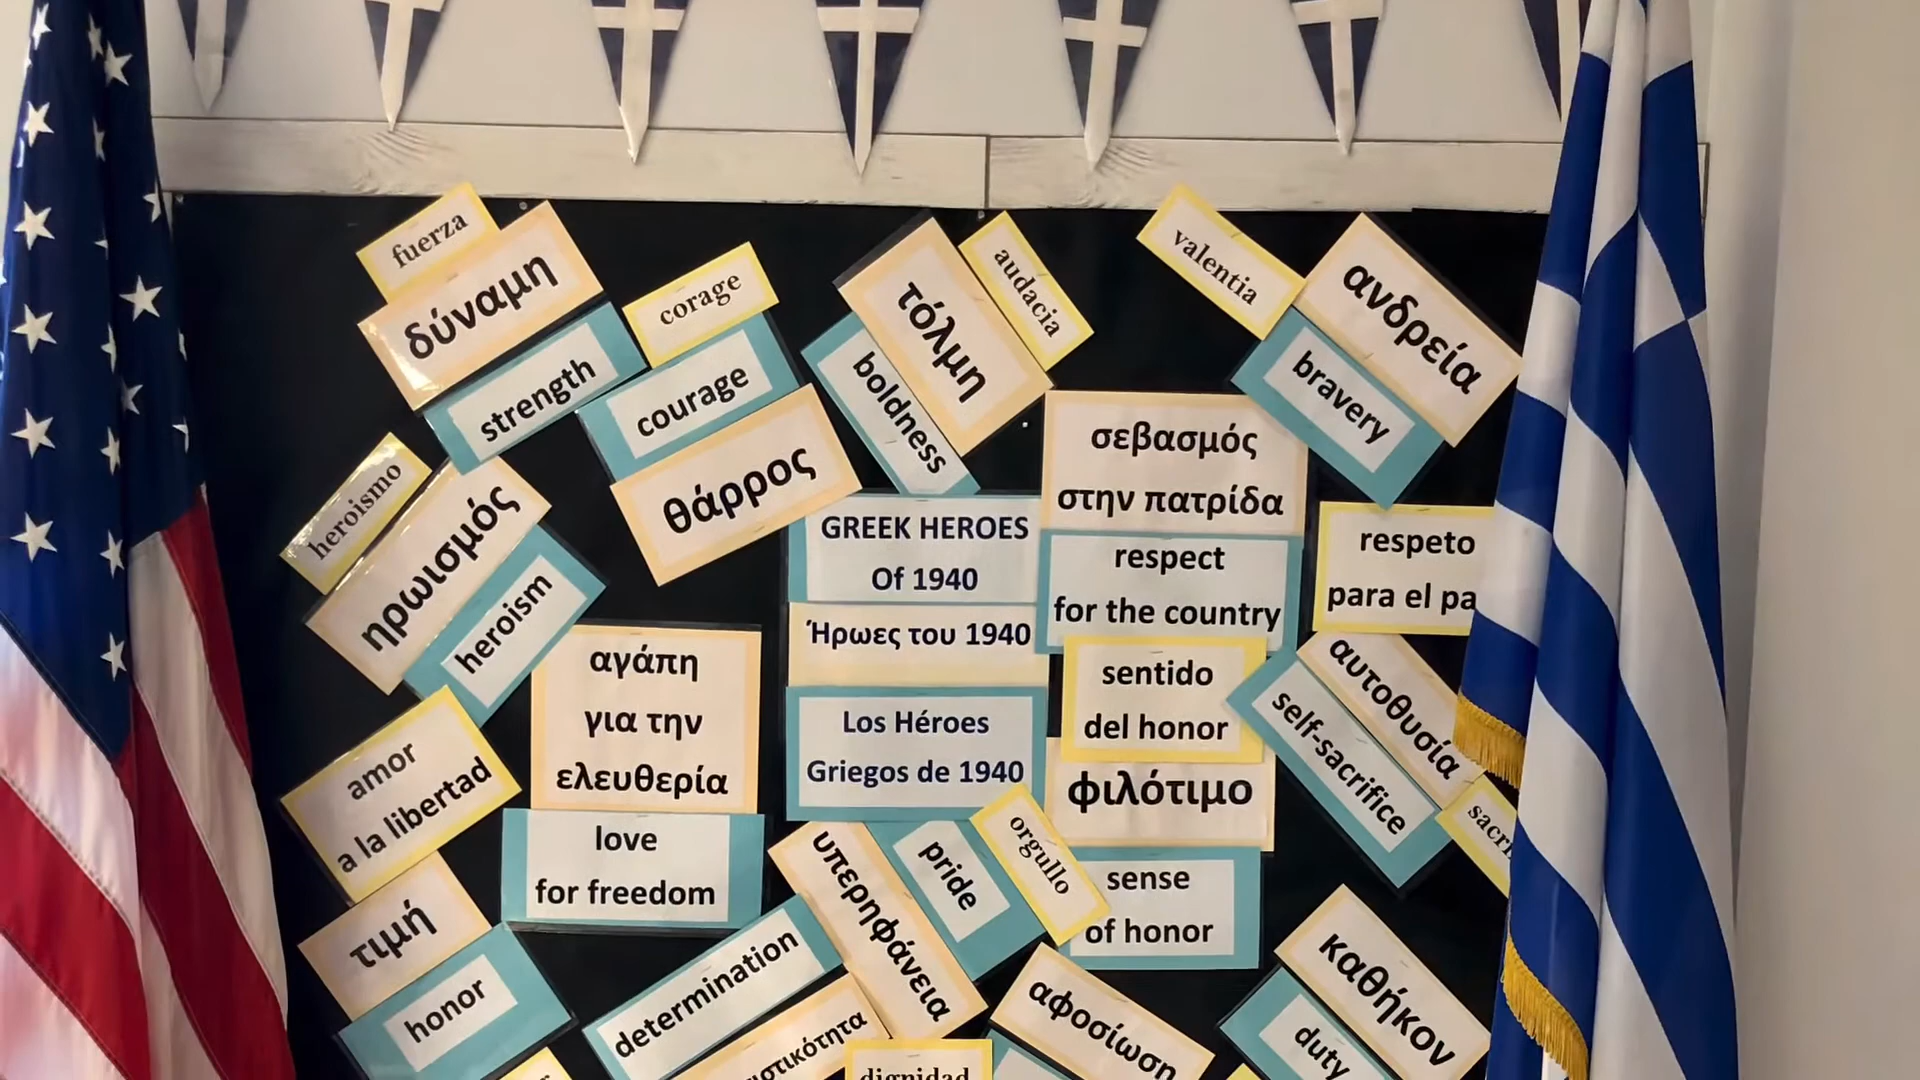 fuerza
δύναμη
strength
corage
courage
θάρρος
τόλμη
audacia
boldness
valentia
ανδρεία
bravery
heroismo
ηρωισμός
heroism
σεβασμός
στην πατρίδα
respect
for the country
respeto
para el pa
GREEK HEROES
Of 1940
Ήρωες του 1940
Los Héroes
Griegos de 1940
αγάπη
για την
ελευθερία
love
for freedom
amor
a la libertad
sentido
del honor
φιλότιμο
sense
of honor
αυτοθυσία
self-sacrifice
sacri
υπερηφάνεια
pride
orgullo
τιμή
honor
determination
ιστικότητα
αφοσίωση
καθήκον
duty
dignidad